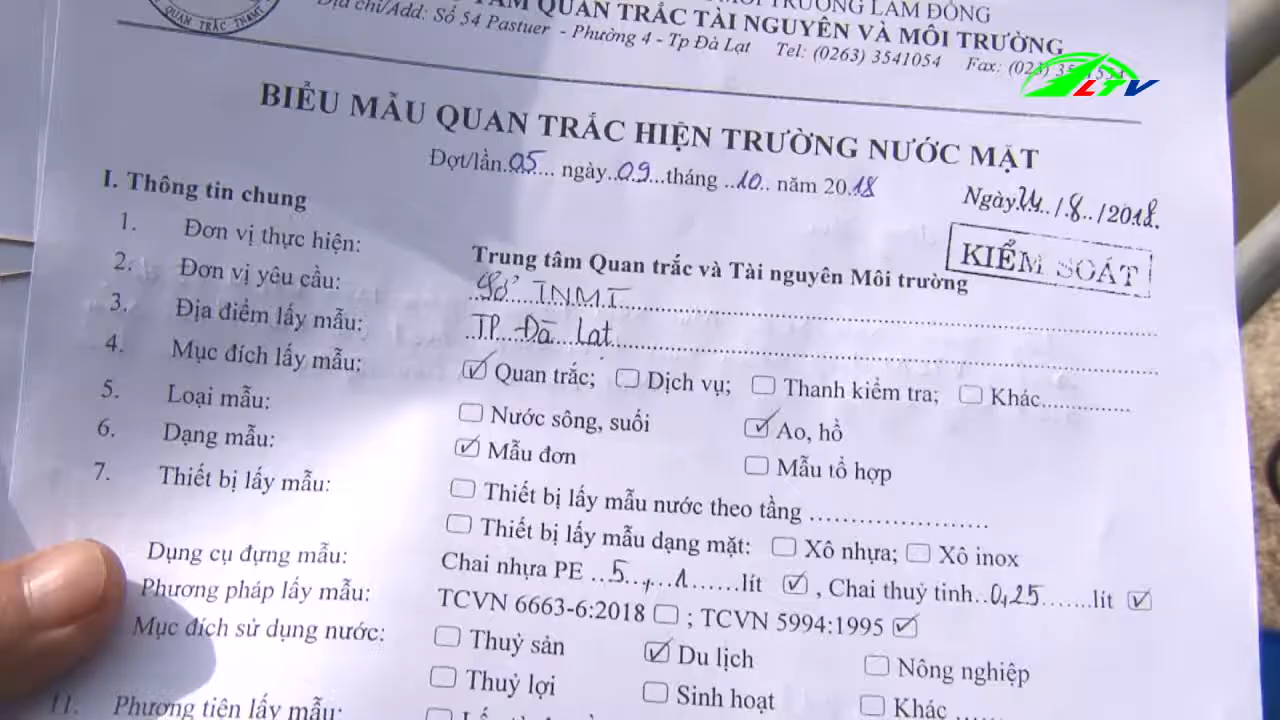 TRƯỜNG LÂM ĐỒNG
TÂM QUAN TRẮC TÀI NGUYÊN VÀ MÔI TRƯỜNG
QUAN TRẮC TN&MT
Địa chỉ/Add: Số 54 Pastuer - Phường 4 - Tp Đà Lạt Tel: (0263) 3541054 Fax:
LTV
BIỂU MẪU QUAN TRẮC HIỆN TRƯỜNG NƯỚC MẶT
Đợt/lần..05... ngày..09...tháng ..10.. năm 20.18
Ngày 24../.8../2018.
KIỂM SOÁT
I. Thông tin chung
1. Đơn vị thực hiện: Trung tâm Quan trắc và Tài nguyên Môi trường
2. Đơn vị yêu cầu: Sở TNMT
3. Địa điểm lấy mẫu: TP Đà Lạt
4. Mục đích lấy mẫu: ☑ Quan trắc; ☐ Dịch vụ; ☐ Thanh kiểm tra; ☐ Khác...............
5. Loại mẫu: ☐ Nước sông, suối ☑ Ao, hồ
6. Dạng mẫu: ☑ Mẫu đơn ☐ Mẫu tổ hợp
7. Thiết bị lấy mẫu: ☐ Thiết bị lấy mẫu nước theo tầng ........................
☐ Thiết bị lấy mẫu dạng mặt: ☐ Xô nhựa; ☐ Xô inox
Dụng cụ đựng mẫu: Chai nhựa PE ..5..,..1.......lít ☑ , Chai thuỷ tinh..0,25.......lít ☑
Phương pháp lấy mẫu: TCVN 6663-6:2018 ☐ ; TCVN 5994:1995 ☑
Mục đích sử dụng nước: ☐ Thuỷ sản ☑ Du lịch ☐ Nông nghiệp
☐ Thuỷ lợi ☐ Sinh hoạt ☐ Khác .....
11. Phương tiện lấy mẫu: